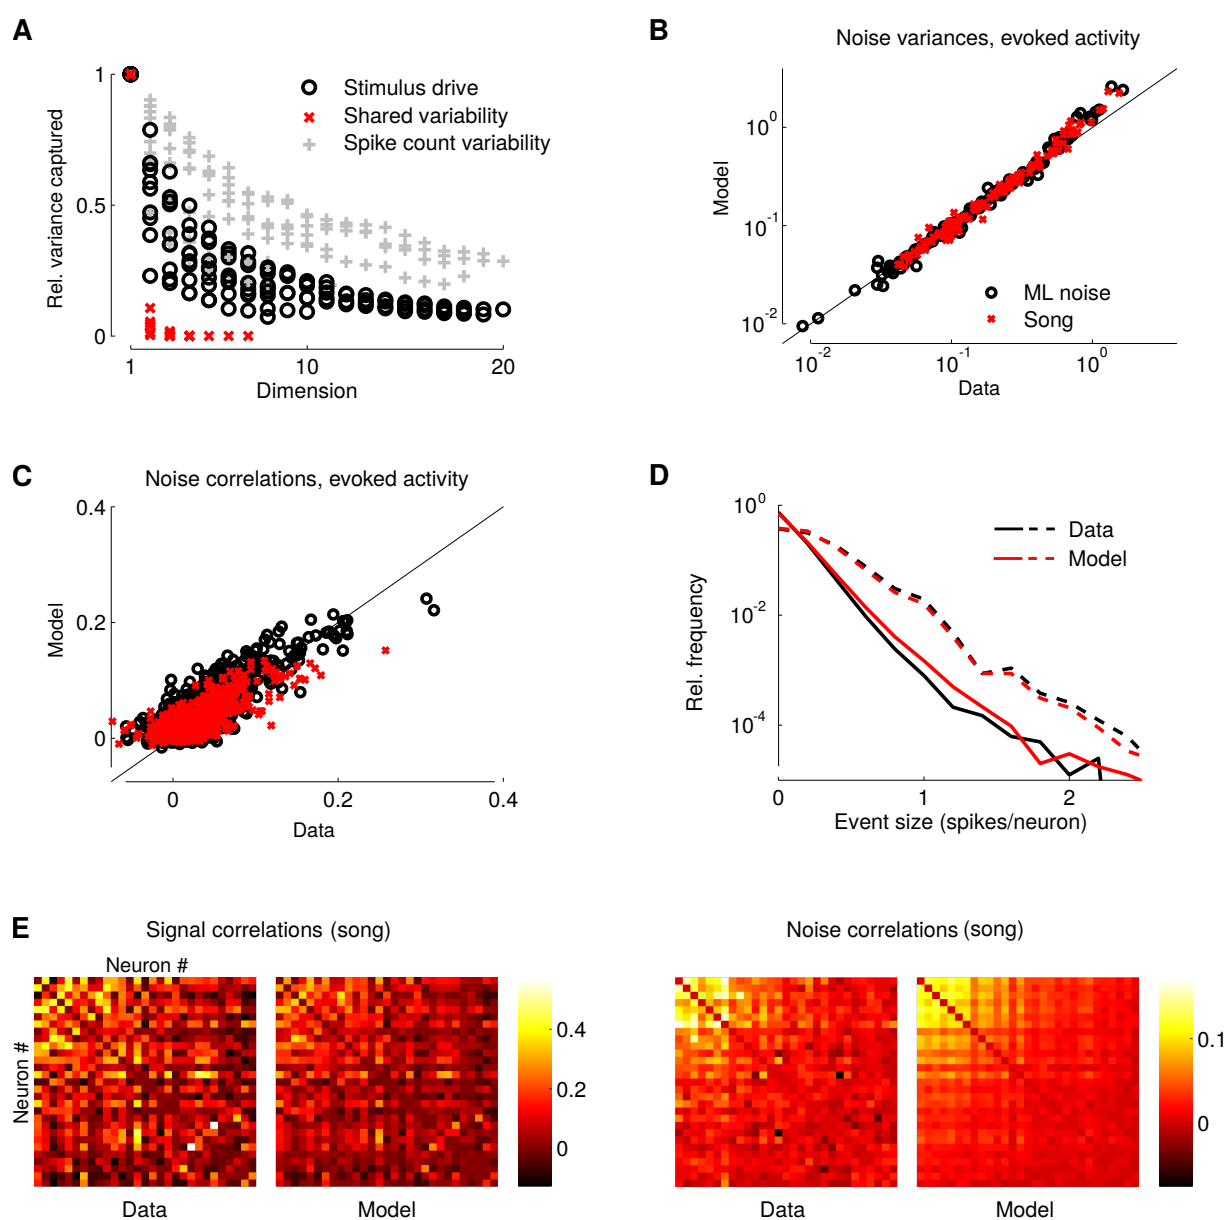 A
Rel. variance captured
1
0.5
0
1
10
20
Dimension
Stimulus drive
Shared variability
Spike count variability
B
Noise variances, evoked activity
Model
10^0
10^-1
10^-2
10^-2
10^-1
10^0
Data
ML noise
Song
C
Noise correlations, evoked activity
Model
0.4
0.2
0
0
0.2
0.4
Data
D
Rel. frequency
10^0
10^-2
10^-4
0
1
2
Event size (spikes/neuron)
Data
Model
E
Signal correlations (song)
Neuron #
Neuron #
Data
Model
0.4
0.2
0
Noise correlations (song)
Data
Model
0.1
0